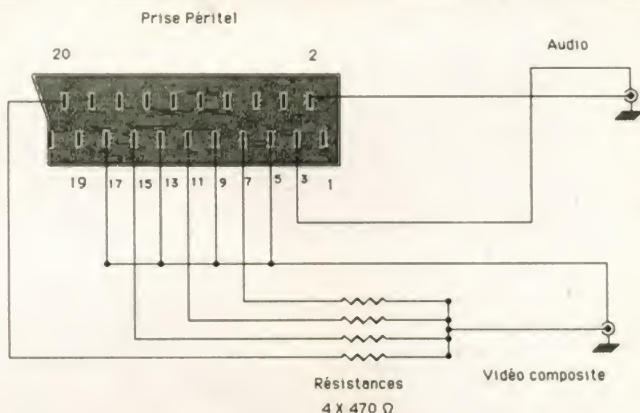 Prise Péritel
20
2
Audio
19
17
15
13
11
9
7
5
3
1
Résistances
4 X 470 Ω
Vidéo composite